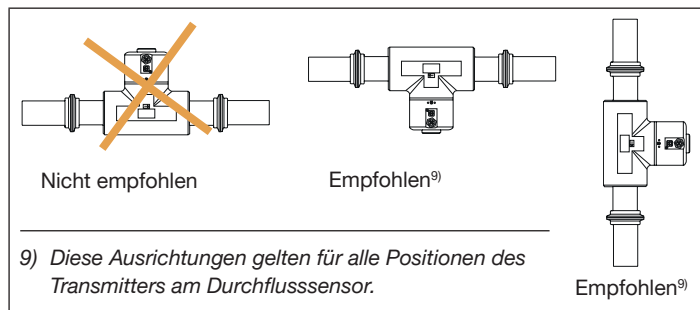 Nicht empfohlen
Empfohlen9)
9) Diese Ausrichtungen gelten für alle Positionen des
Transmitters am Durchflusssensor.
Empfohlen9)